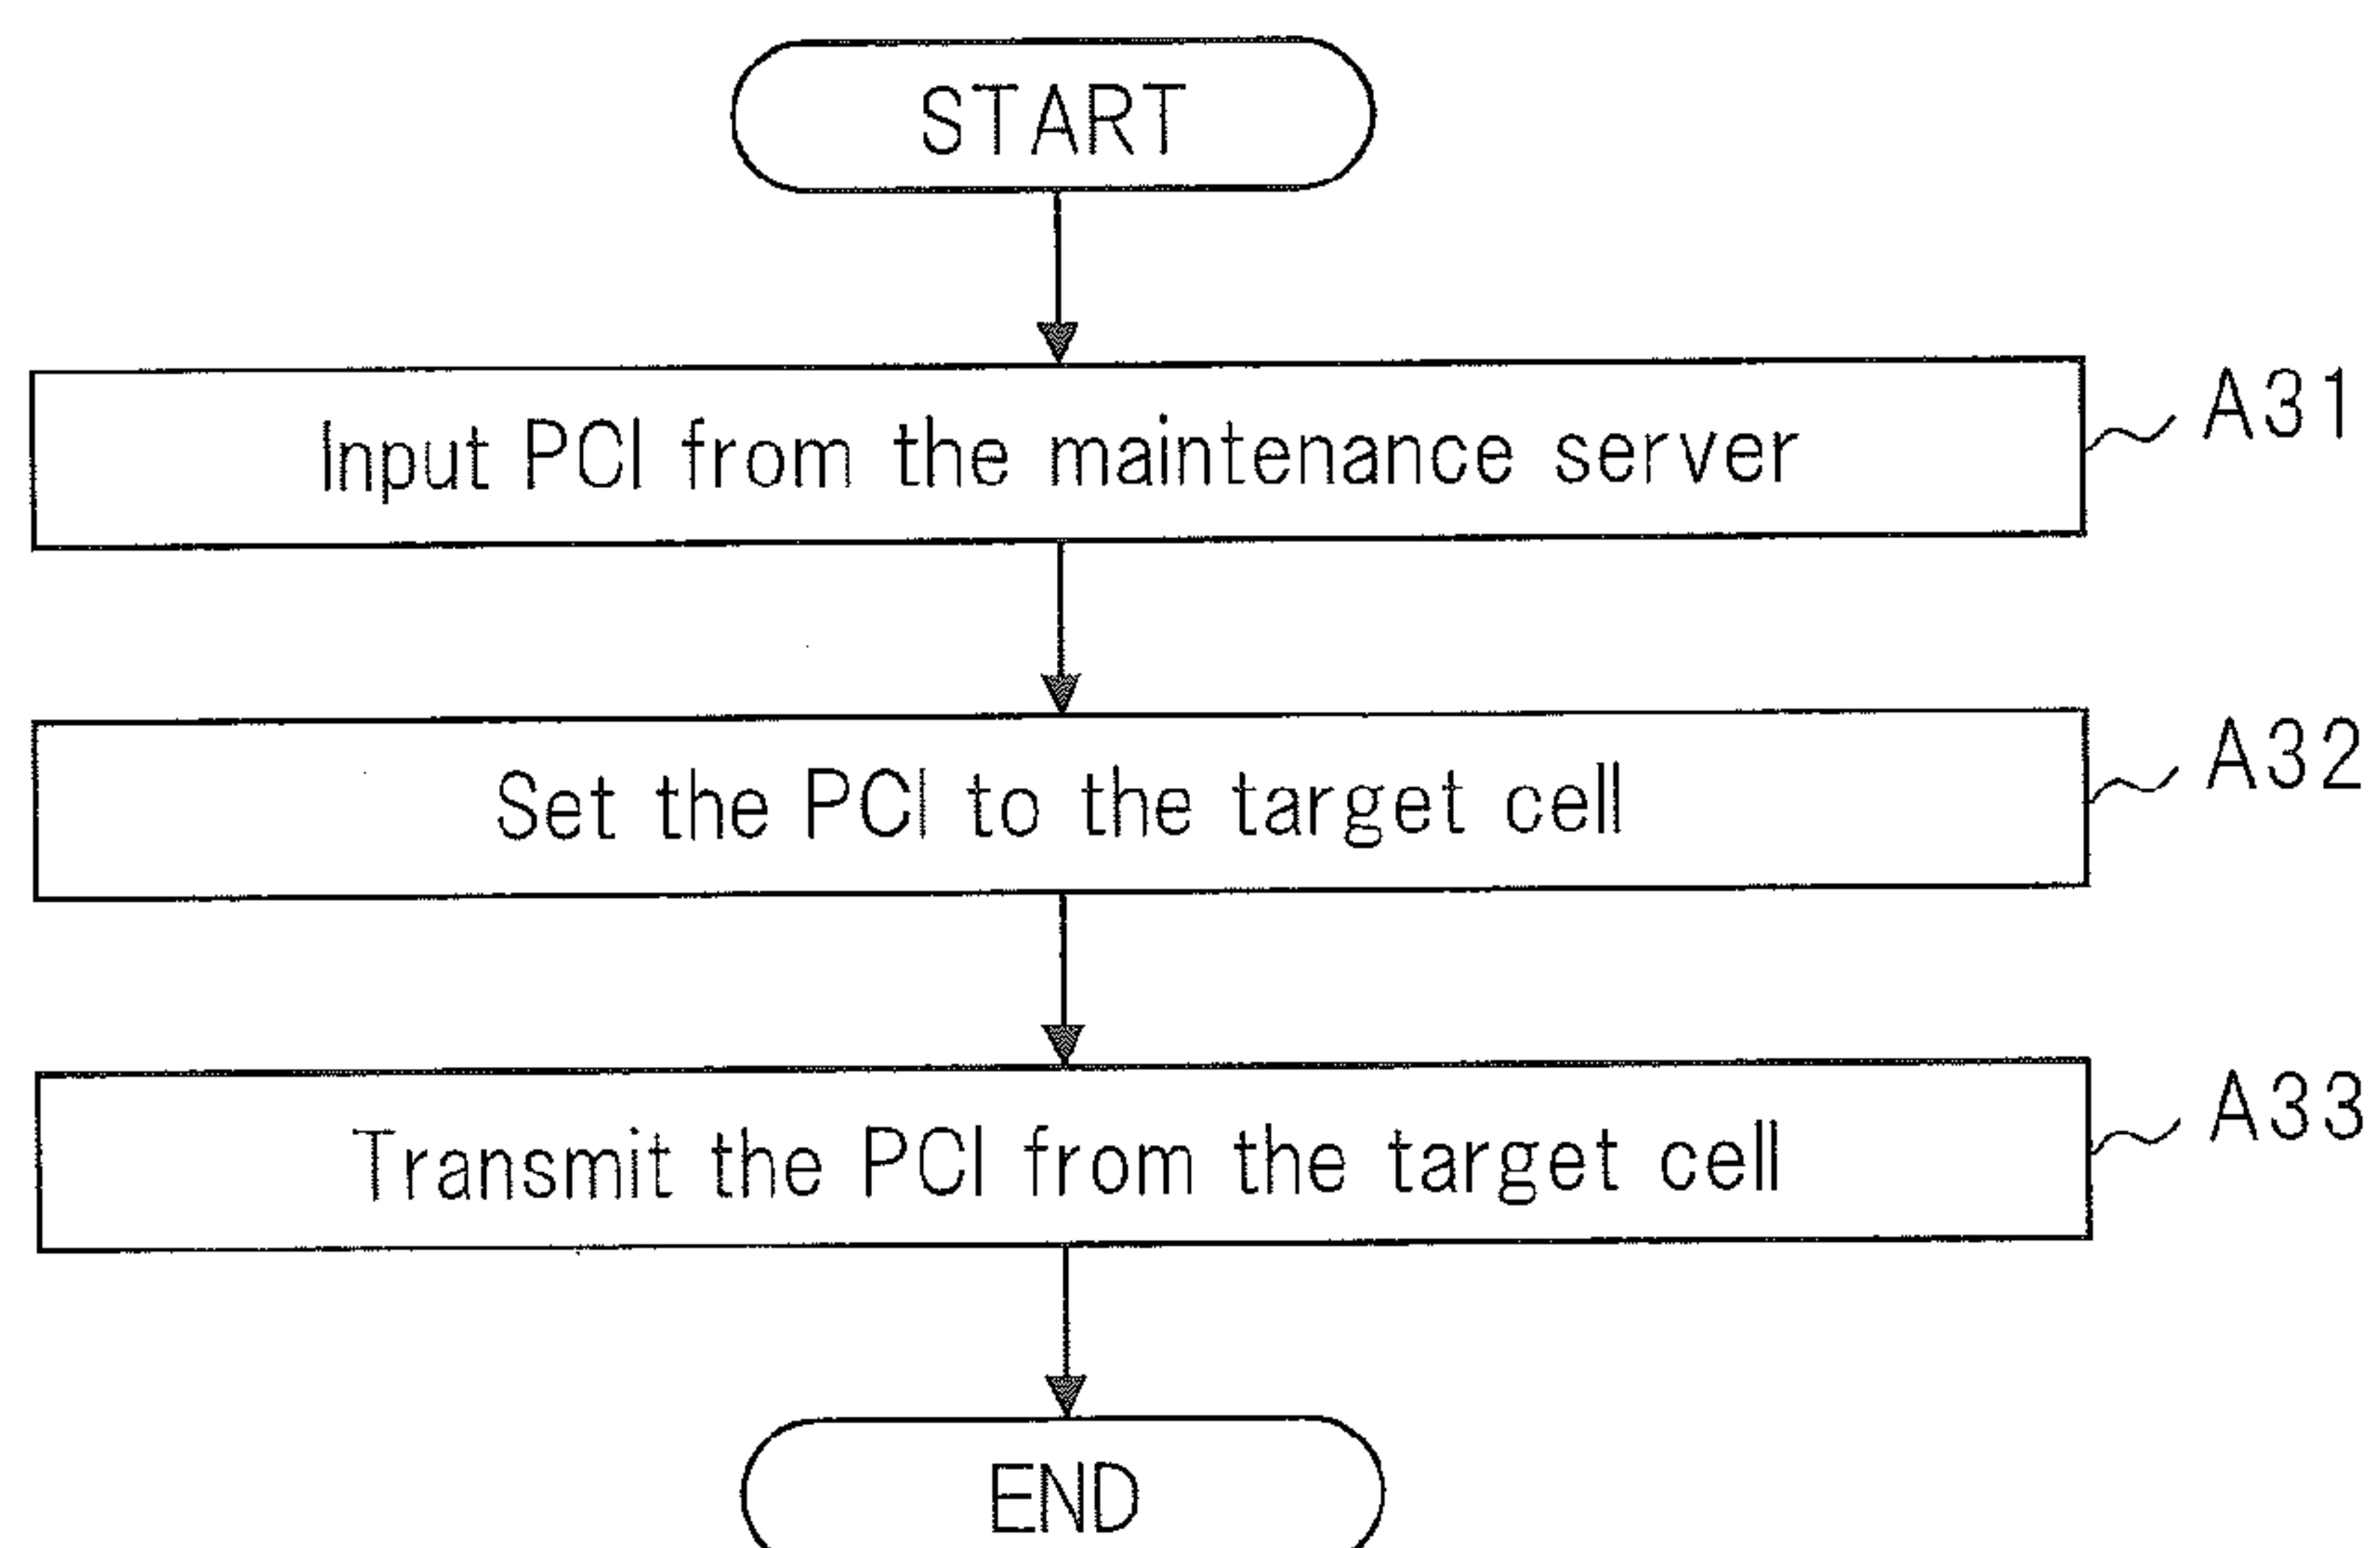 START
Input PCI from the maintenance server
A31
Set the PCI to the target cell
A32
Transmit the PCI from the target cell
A33
END